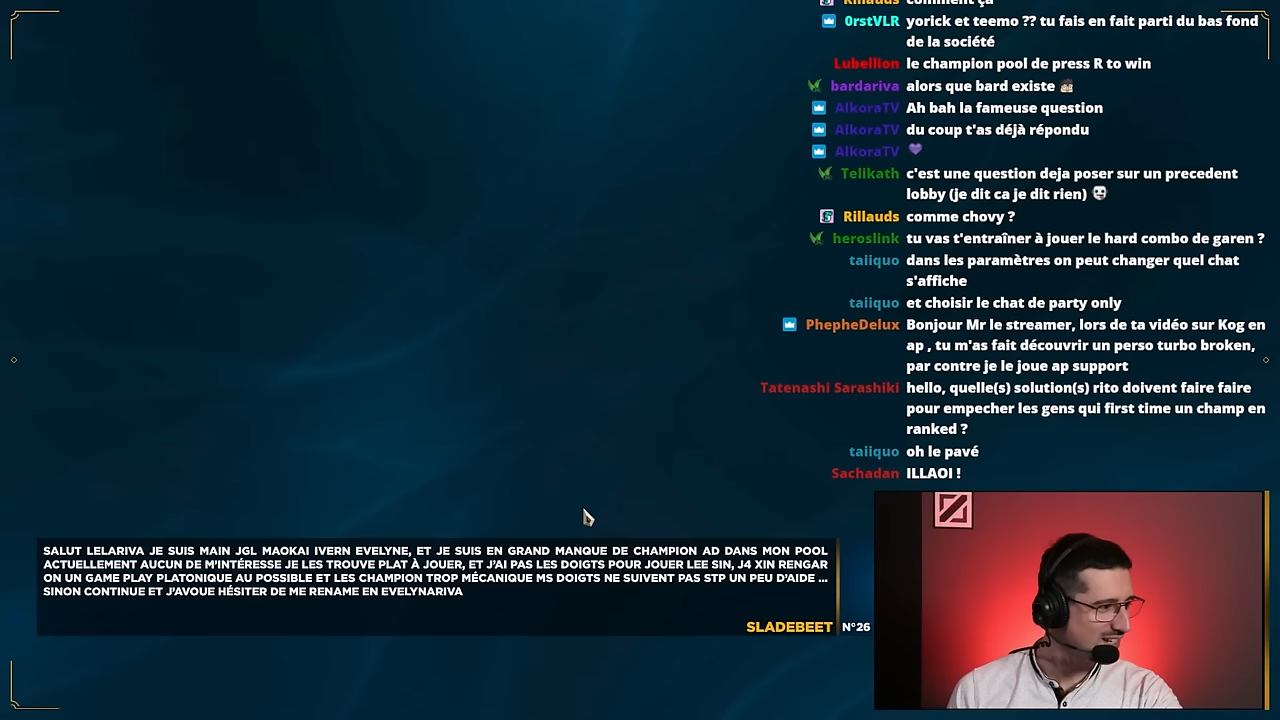 Rillauds comment ça
0rstVLR yorick et teemo ?? tu fais en fait parti du bas fond
de la société
Lubellion le champion pool de press R to win
bardariva alors que bard existe
AlkoraTV Ah bah la fameuse question
AlkoraTV du coup t'as déjà répondu
AlkoraTV
Telikath c'est une question deja poser sur un precedent
lobby (je dit ca je dit rien)
Rillauds comme chovy ?
heroslink tu vas t'entraîner à jouer le hard combo de garen ?
taiiquo dans les paramètres on peut changer quel chat
s'affiche
taiiquo et choisir le chat de party only
PhepheDelux Bonjour Mr le streamer, lors de ta vidéo sur Kog en
ap , tu m'as fait découvrir un perso turbo broken,
par contre je le joue ap support
Tatenashi Sarashiki hello, quelle(s) solution(s) rito doivent faire faire
pour empecher les gens qui first time un champ en
ranked ?
taiiquo oh le pavé
Sachadan ILLAOI !
SALUT LELARIVA JE SUIS MAIN JGL MAOKAI IVERN EVELYNE, ET JE SUIS EN GRAND MANQUE DE CHAMPION AD DANS MON POOL
ACTUELLEMENT AUCUN DE M'INTÉRESSE JE LES TROUVE PLAT À JOUER, ET J'AI PAS LES DOIGTS POUR JOUER LEE SIN, J4 XIN RENGAR
ON UN GAME PLAY PLATONIQUE AU POSSIBLE ET LES CHAMPION TROP MÉCANIQUE MS DOIGTS NE SUIVENT PAS STP UN PEU D'AIDE ...
SINON CONTINUE ET J'AVOUE HÉSITER DE ME RENAME EN EVELYNARIVA
SLADEBEET N°26